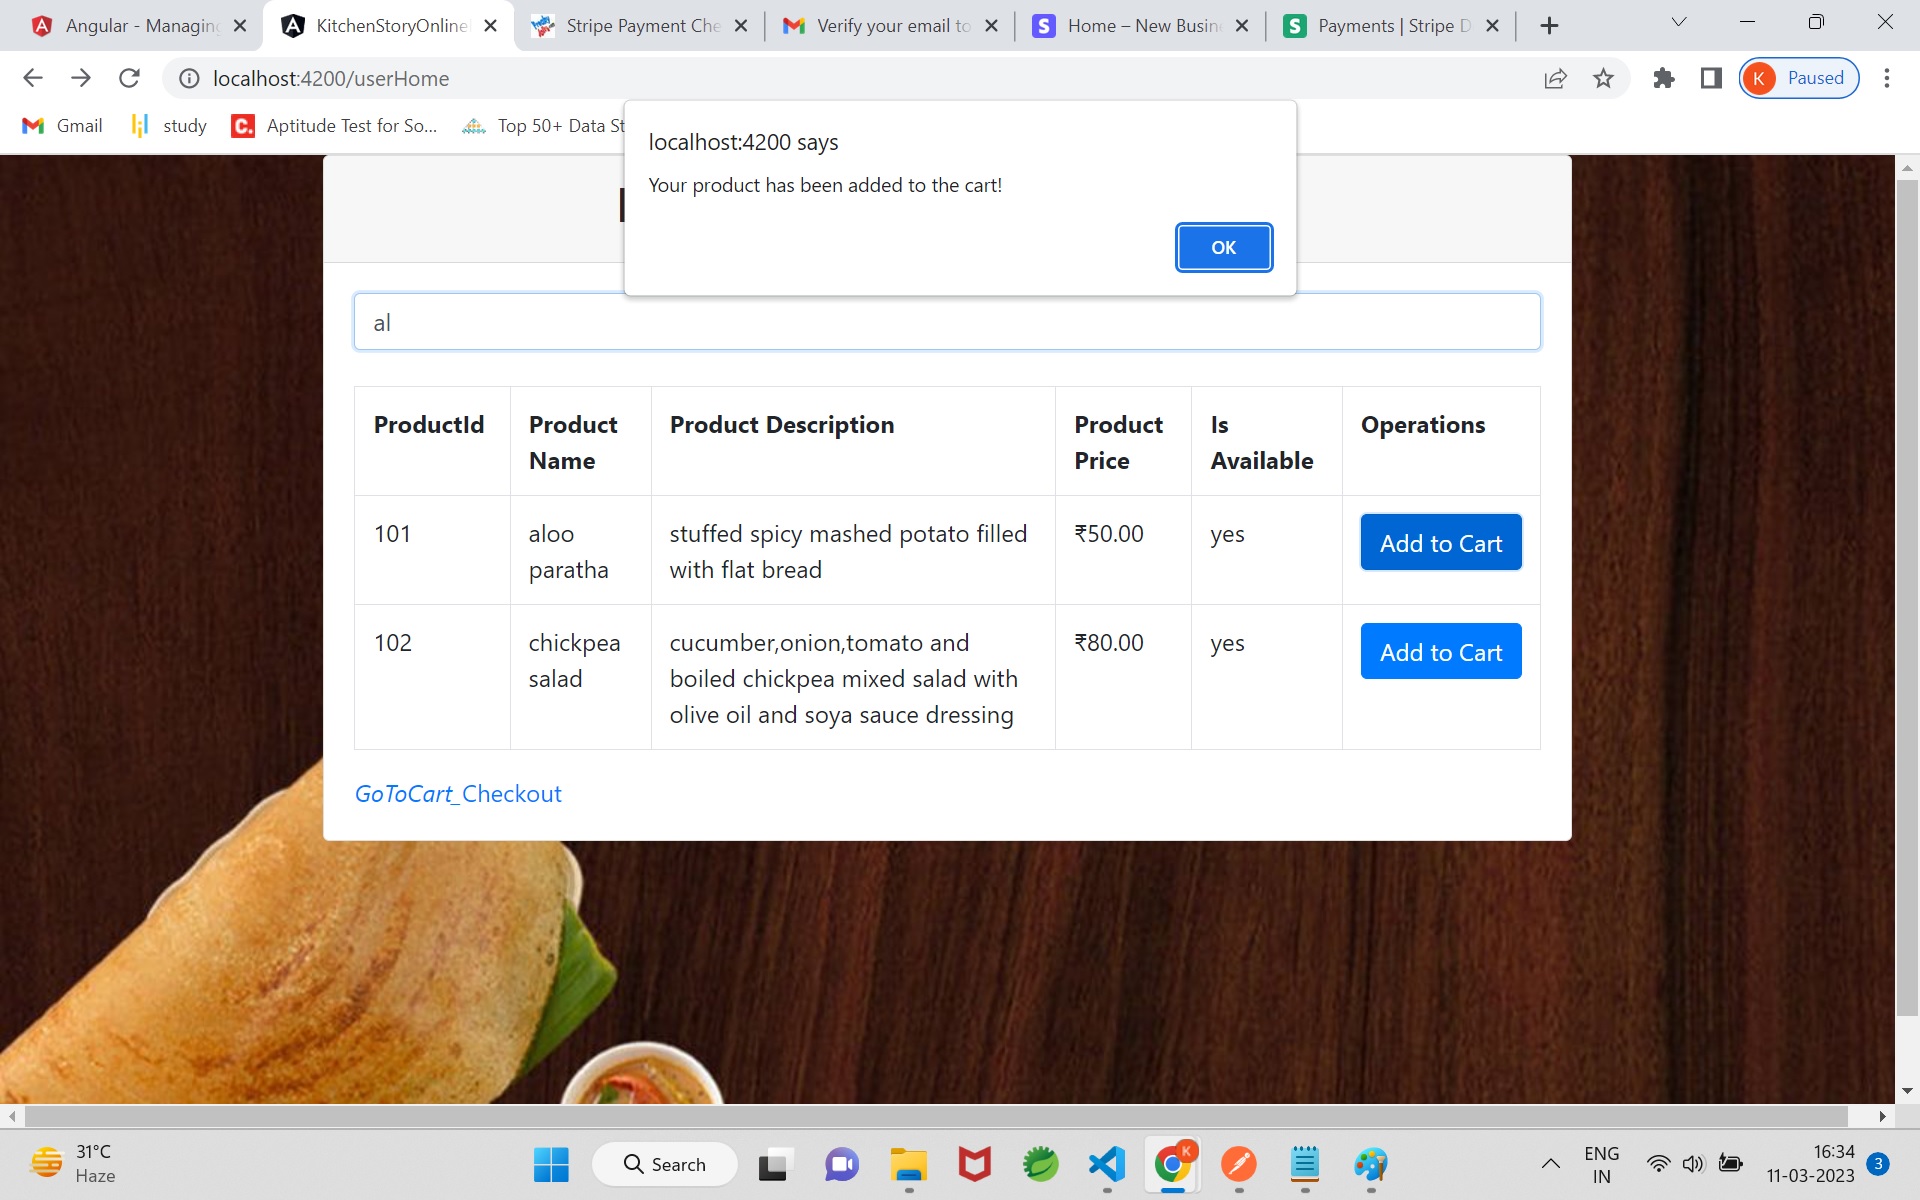 Angular - Managing
KitchenStoryOnline
Stripe Payment Che
Verify your email to
Home – New Busin
Payments | Stripe D
localhost:4200/userHome
K
Paused
Gmail
study
Aptitude Test for So...
Top 50+ Data St
localhost:4200 says
Your product has been added to the cart!
OK
al
ProductId
Product Name
Product Description
Product Price
Is Available
Operations
101
aloo
paratha
stuffed spicy mashed potato filled
with flat bread
₹50.00
yes
Add to Cart
102
chickpea
salad
cucumber,onion,tomato and
boiled chickpea mixed salad with
olive oil and soya sauce dressing
₹80.00
yes
Add to Cart
GoToCart_Checkout
31°C
Haze
Search
K
ENG
IN
16:34
11-03-2023
3